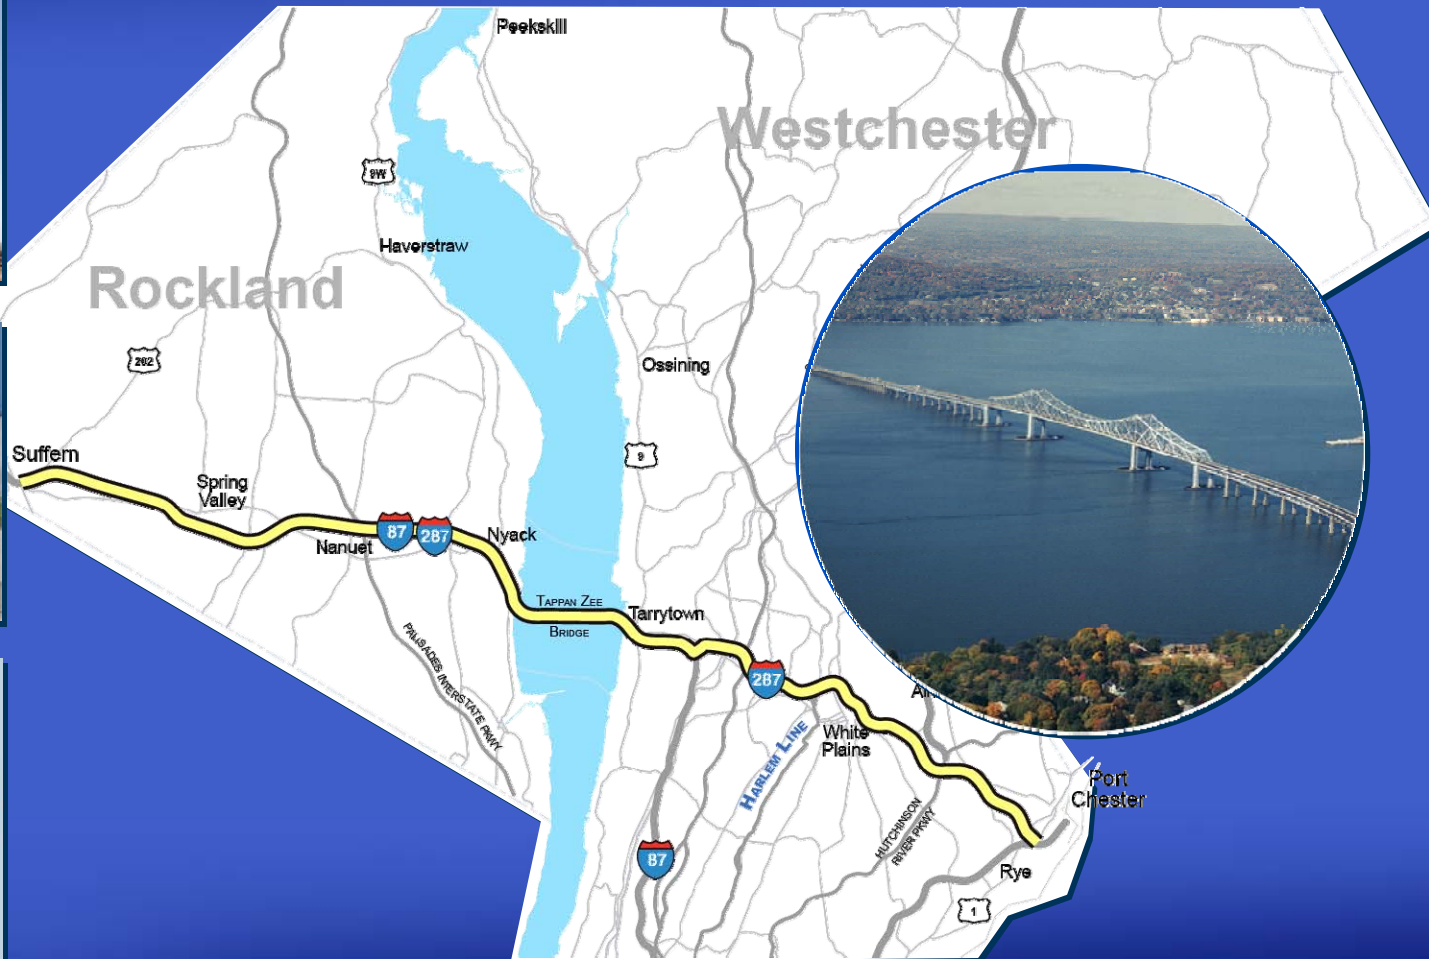 Peekskill
Westchester
9W
Haverstraw
Rockland
202
Ossining
9
Suffern
Spring
Valley
87
287
Nanuet
Nyack
TAPPAN ZEE
BRIDGE
Tarrytown
PALISADES INTERSTATE PKWY
287
HARLEM LINE
White
Plains
Port
Chester
HUTCHINSON
RIVER PKWY
87
Rye
1